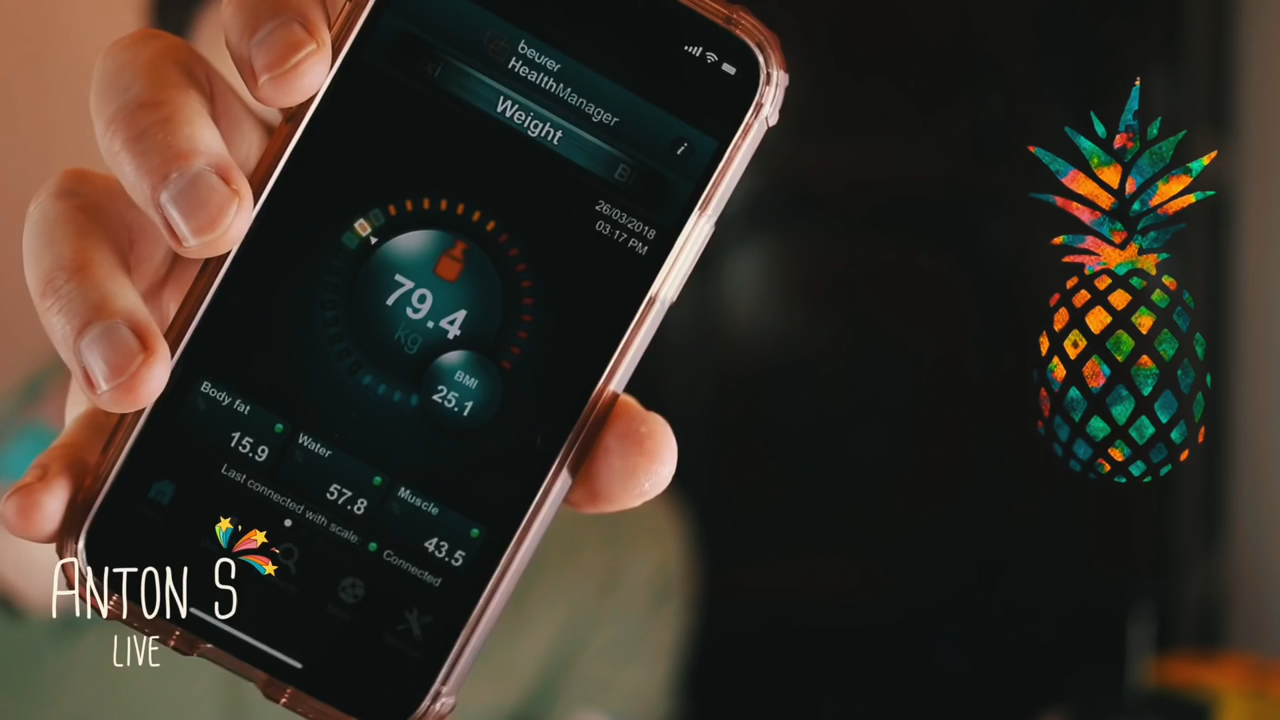 beurer
HealthManager
Weight
i
26/03/2018
03:17 PM
79.4
kg
BMI
25.1
Body fat
15.9
Water
57.8
Muscle
43.5
Last connected with scale:
Connected
ANTON S
LIVE